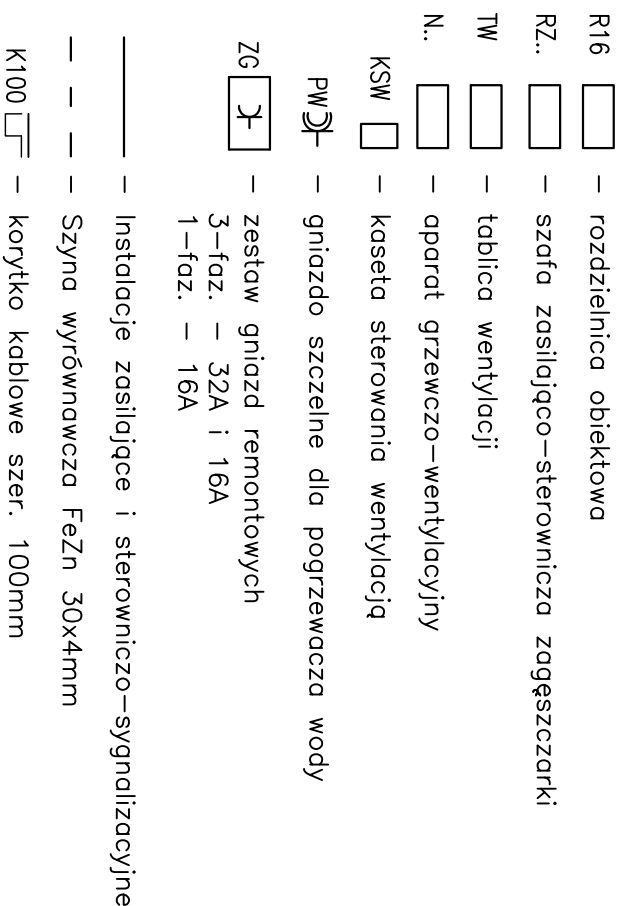 R16 – rozdzielnica obiektowa
RZ.. – szafa zasilająco–sterownicza zagęszczarki
TW – tablica wentylacji
N.. – aparat grzewczo–wentylacyjny
KSW – kaseta sterowania wentylacją
PW – gniazdo szczelne dla pogrzewacza wody
ZG – zestaw gniazd remontowych
3–faz. – 32A i 16A
1–faz. – 16A
– Instalacje zasilające i sterowniczo–sygnalizacyjne
– Szyna wyrównawcza FeZn 30x4mm
K100 – korytko kablowe szer. 100mm